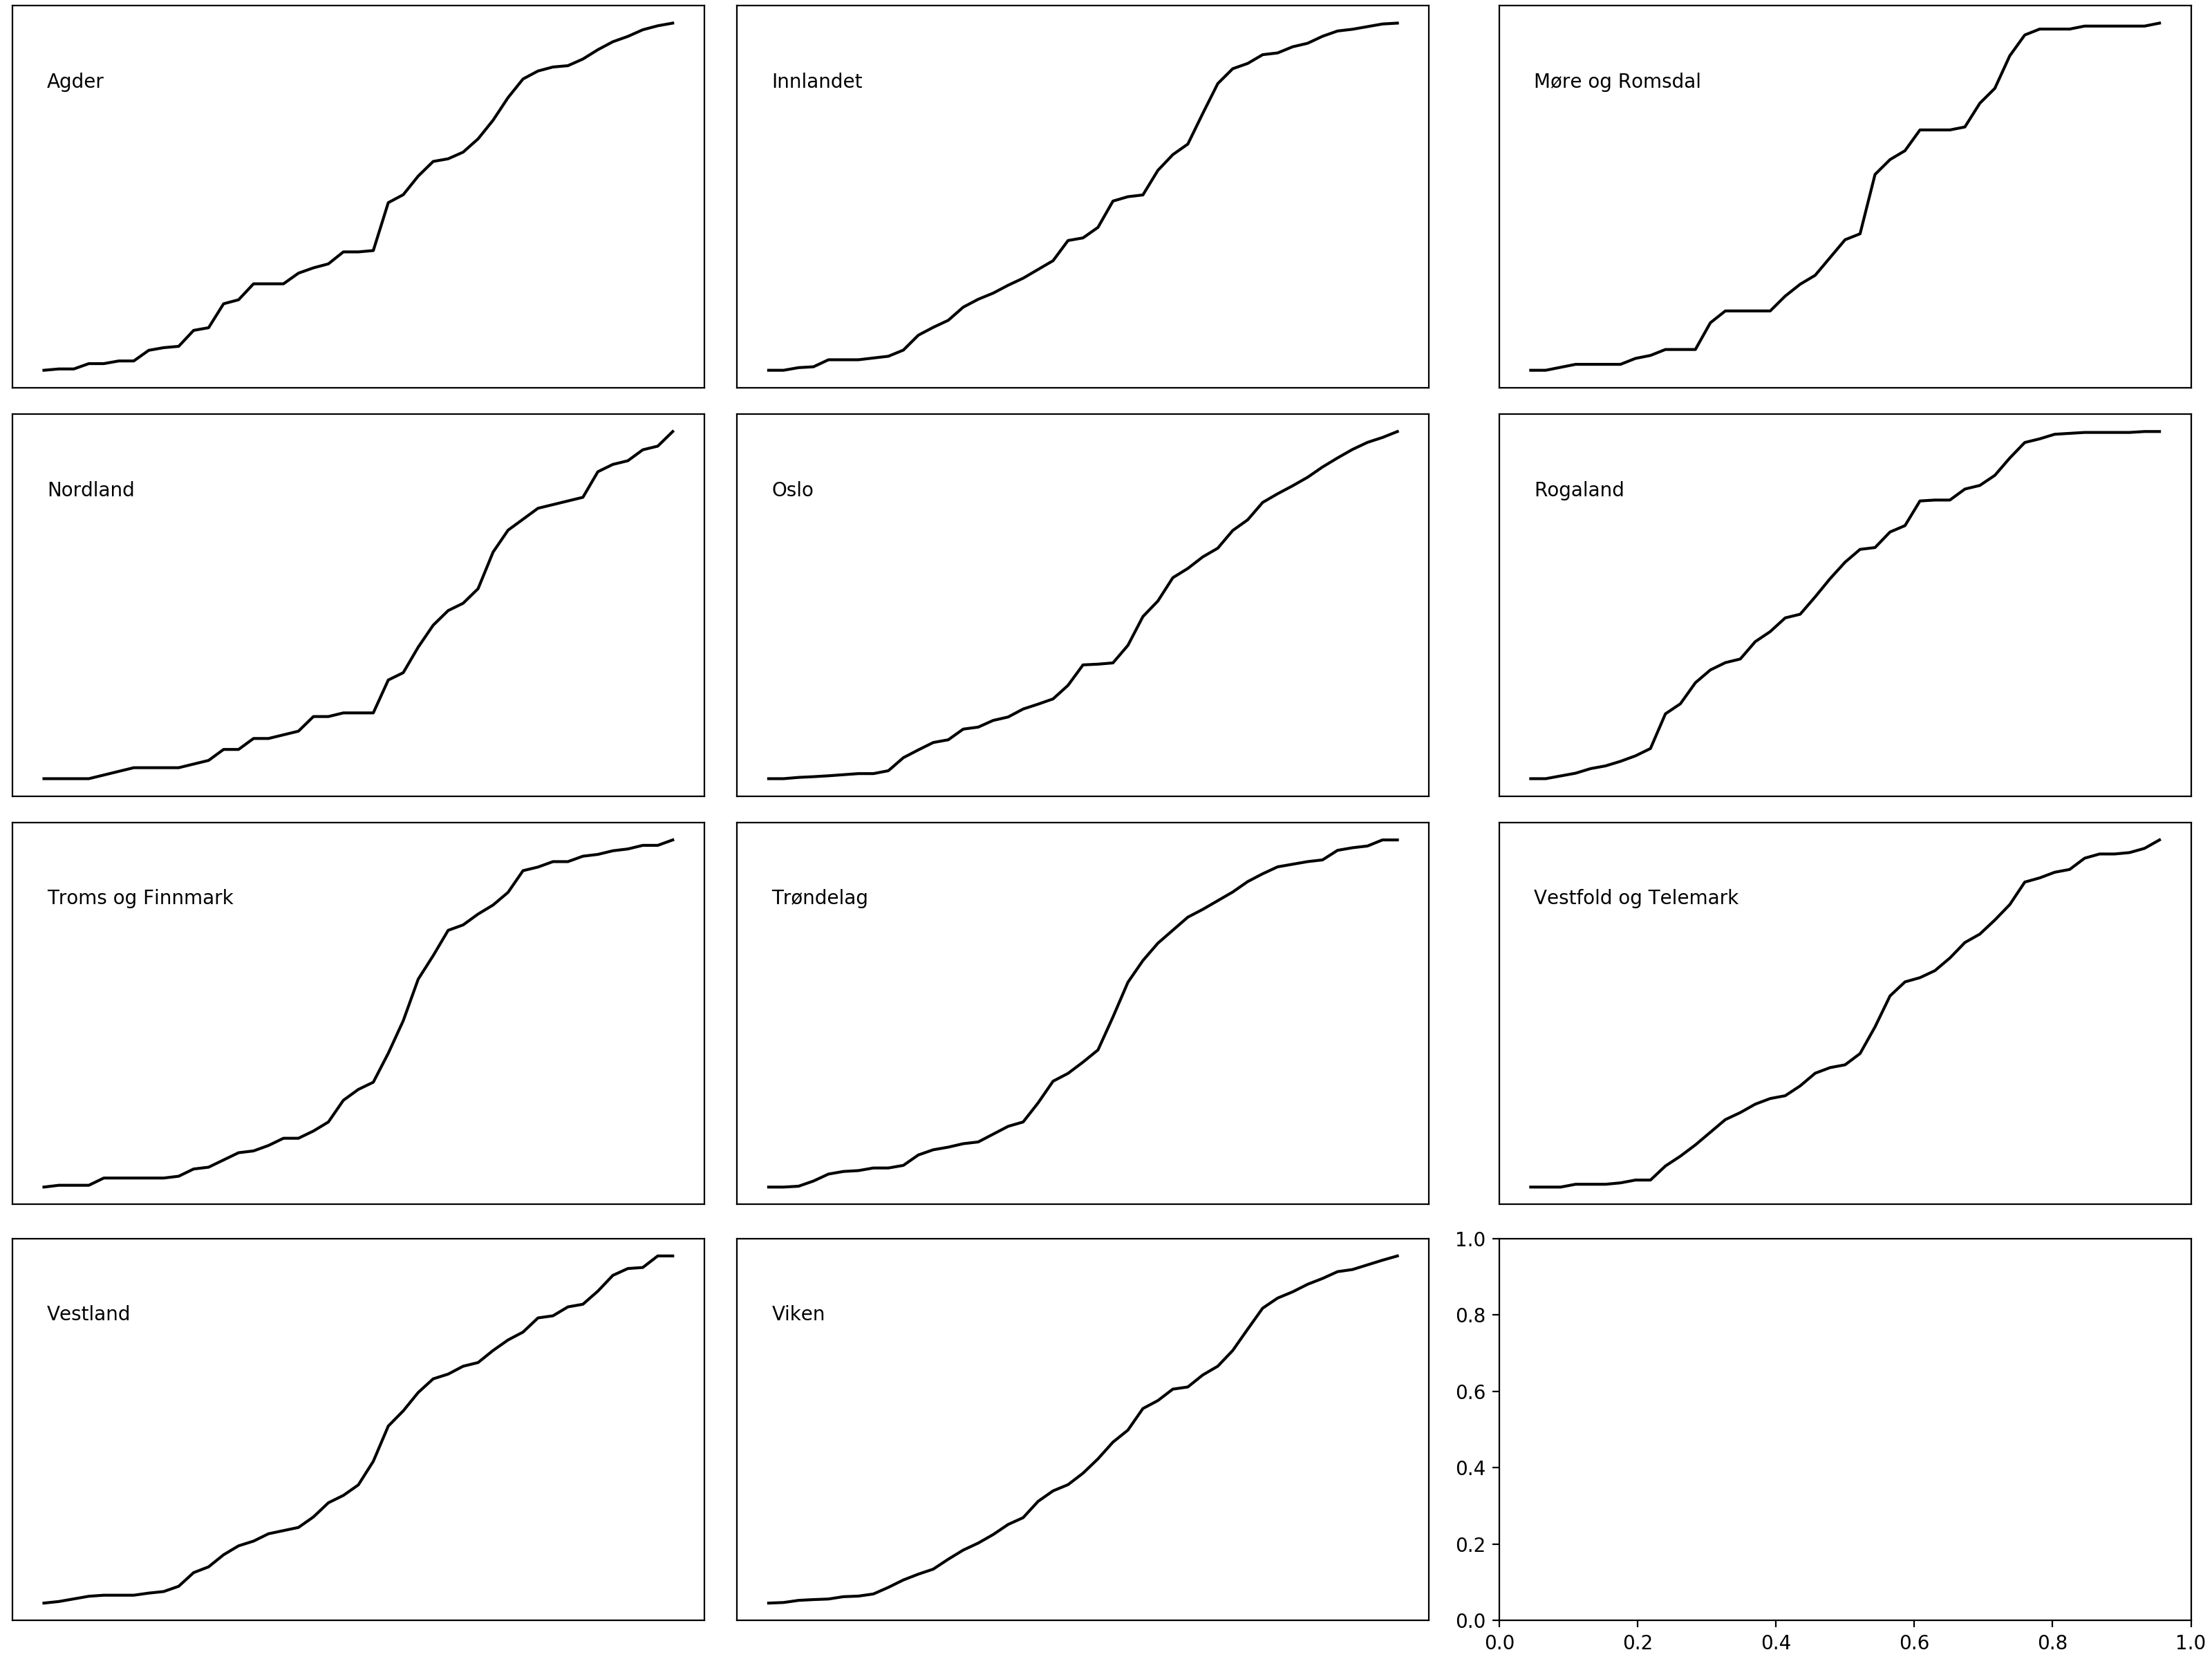 Agder
Innlandet
Møre og Romsdal
Nordland
Oslo
Rogaland
Troms og Finnmark
Trøndelag
Vestfold og Telemark
Vestland
Viken
1.0
0.8
0.6
0.4
0.2
0.0
0.0 0.2 0.4 0.6 0.8 1.0